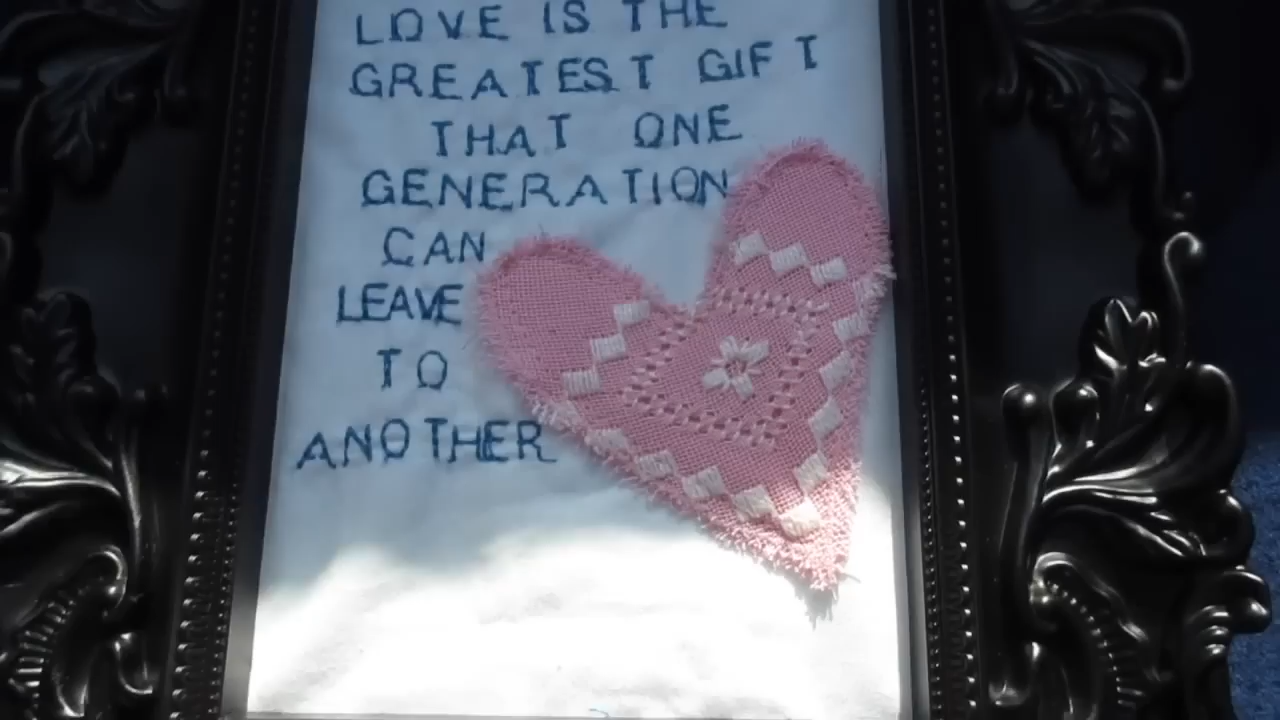 LOVE IS THE
GREATEST GIFT
THAT ONE
GENERATION
CAN
LEAVE
TO
ANOTHER